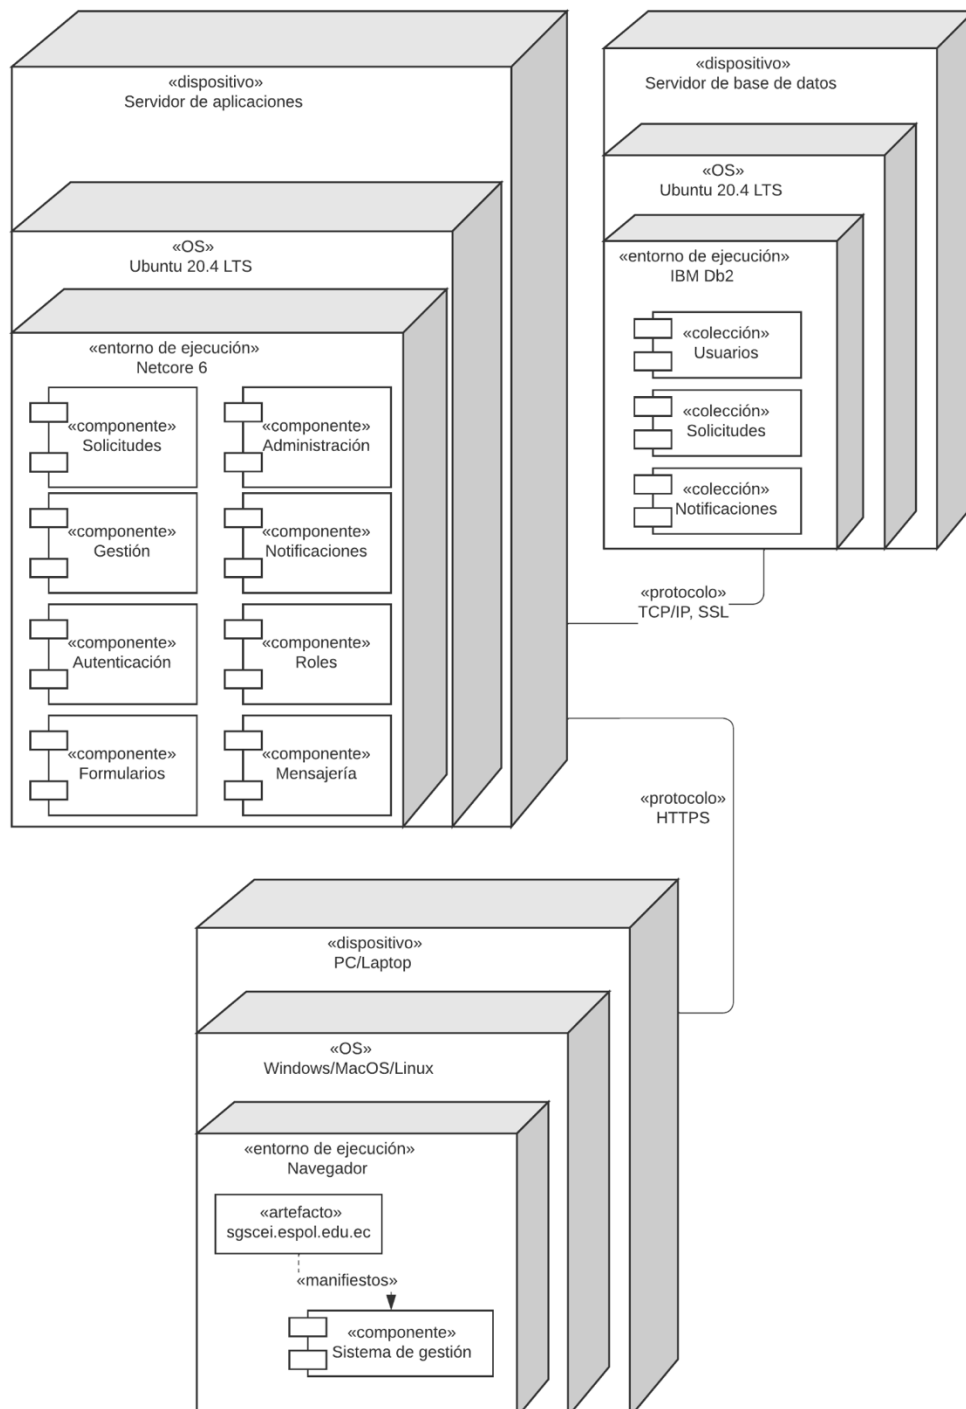 «dispositivo»
Servidor de aplicaciones
«OS»
Ubuntu 20.4 LTS
«entorno de ejecución»
Netcore 6
«componente»
Solicitudes
«componente»
Administración
«componente»
Gestión
«componente»
Notificaciones
«componente»
Autenticación
«componente»
Roles
«componente»
Formularios
«componente»
Mensajería
«dispositivo»
Servidor de base de datos
«OS»
Ubuntu 20.4 LTS
«entorno de ejecución»
IBM Db2
«colección»
Usuarios
«colección»
Solicitudes
«colección»
Notificaciones
«protocolo»
TCP/IP, SSL
«protocolo»
HTTPS
«dispositivo»
PC/Laptop
«OS»
Windows/MacOS/Linux
«entorno de ejecución»
Navegador
«artefacto»
sgscei.espol.edu.ec
«manifiestos»
«componente»
Sistema de gestión